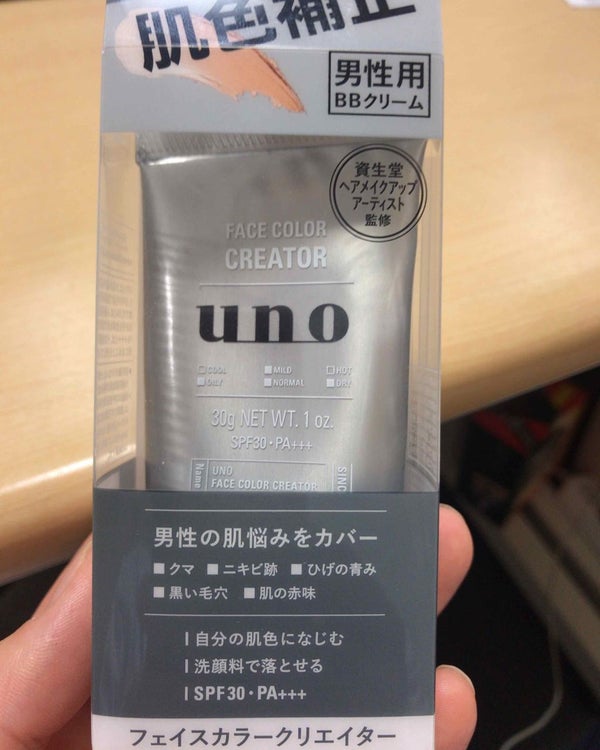 肌色補正
男性用
BBクリーム
資生堂
ヘアメイクアップ
アーティスト
監修
FACE COLOR
CREATOR
uno
COOL MILD HOT
OILY NORMAL DRY
30g NET WT. 1 oz.
SPF30・PA+++
Name
UNO
FACE COLOR CREATOR
SINC
男性の肌悩みをカバー
■クマ ■ニキビ跡 ■ひげの青み
■黒い毛穴 ■肌の赤味
自分の肌色になじむ
洗顔料で落とせる
SPF30・PA+++
フェイスカラークリエイター